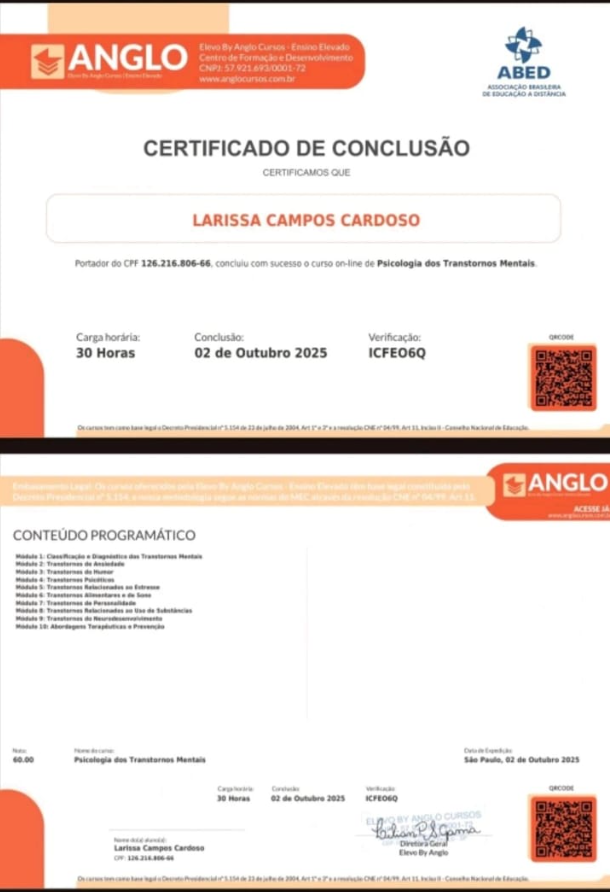 ANGLO
Elevo By Anglo Cursos | Ensino Elevado
Elevo By Anglo Cursos - Ensino Elevado
Centro de Formação e Desenvolvimento
CNPJ: 57.921.693/0001-72
www.anglocursos.com.br
ABED
ASSOCIAÇÃO BRASILEIRA
DE EDUCAÇÃO A DISTÂNCIA
CERTIFICADO DE CONCLUSÃO
CERTIFICAMOS QUE
LARISSA CAMPOS CARDOSO
Portador do CPF 126.216.806-66, concluiu com sucesso o curso on-line de Psicologia dos Transtornos Mentais.
Carga horária:
30 Horas
Conclusão:
02 de Outubro 2025
Verificação:
ICFEO6Q
QRCODE
Os cursos tem como base legal o Decreto Presidencial n° 5.154 de 23 de julho de 2004, Art 1° e 3° e a resolução CNE n° 04/99, Art 11, Inciso II - Conselho Nacional de Educação.
Embasamento Legal: Os cursos oferecidos pelo Elevo By Anglo Cursos - Ensino Elevado têm base legal constituída pelo
Decreto Presidencial n° 5.154, e nossa metodologia segue as normas do MEC através da resolução CNE n° 04/99, Art 11.
ANGLO
ACESSE JÁ
www.anglocursos.com.br
CONTEÚDO PROGRAMÁTICO
Módulo 1: Classificação e Diagnóstico dos Transtornos Mentais
Módulo 2: Transtornos de Ansiedade
Módulo 3: Transtornos do Humor
Módulo 4: Transtornos Psicóticos
Módulo 5: Transtornos Relacionados ao Estresse
Módulo 6: Transtornos Alimentares e de Sono
Módulo 7: Transtornos de Personalidade
Módulo 8: Transtornos Relacionados ao Uso de Substâncias
Módulo 9: Transtornos do Neurodesenvolvimento
Módulo 10: Abordagens Terapêuticas e Prevenção
Nota:
60.00
Nome do curso:
Psicologia dos Transtornos Mentais
Data de Expedição:
São Paulo, 02 de Outubro 2025
Carga horária:
30 Horas
Conclusão:
02 de Outubro 2025
Verificação
ICFEO6Q
QRCODE
ELEVO BY ANGLO CURSOS
Diretora Geral
Elevo By Anglo
Nome do(a) aluno(a):
Larissa Campos Cardoso
CPF: 126.216.806-66
Os cursos tem como base legal o Decreto Presidencial n° 5.154 de 23 de julho de 2004, Art 1° e 3° e a resolução CNE n° 04/99, Art 11, Inciso II - Conselho Nacional de Educação.